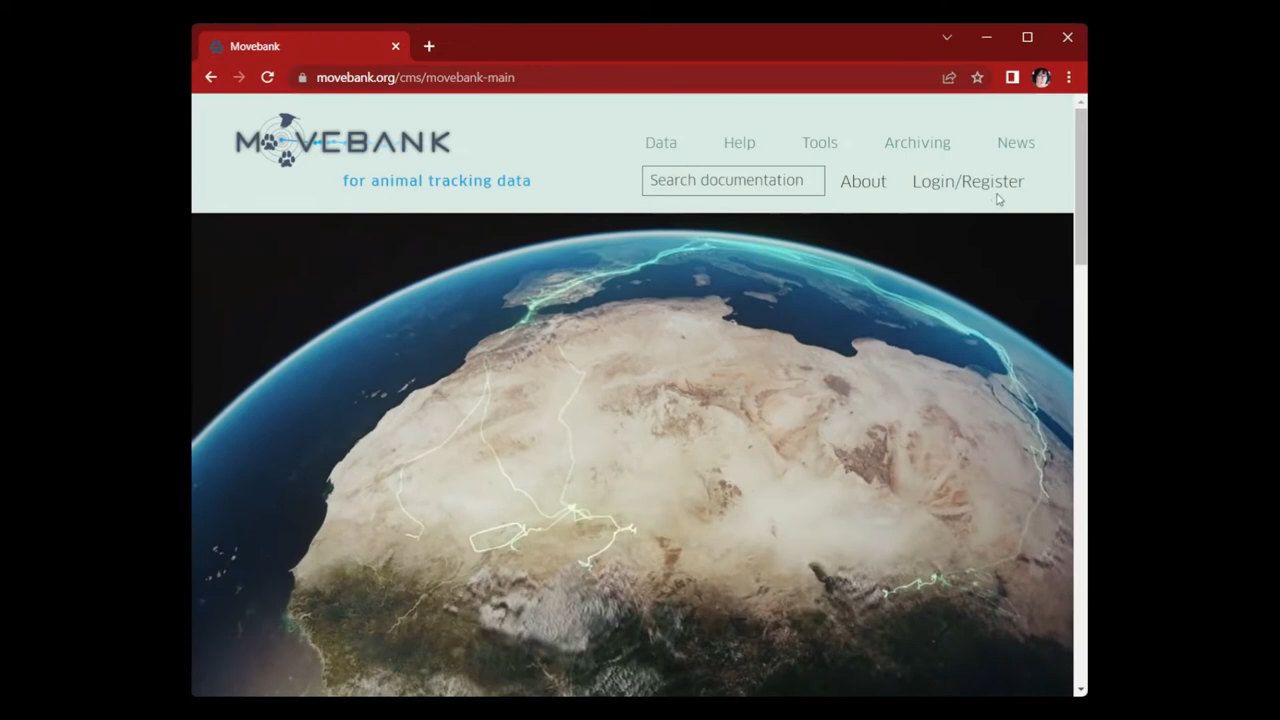 Movebank
movebank.org/cms/movebank-main
MOVEBANK
for animal tracking data
Data Help Tools Archiving News
Search documentation About Login/Register